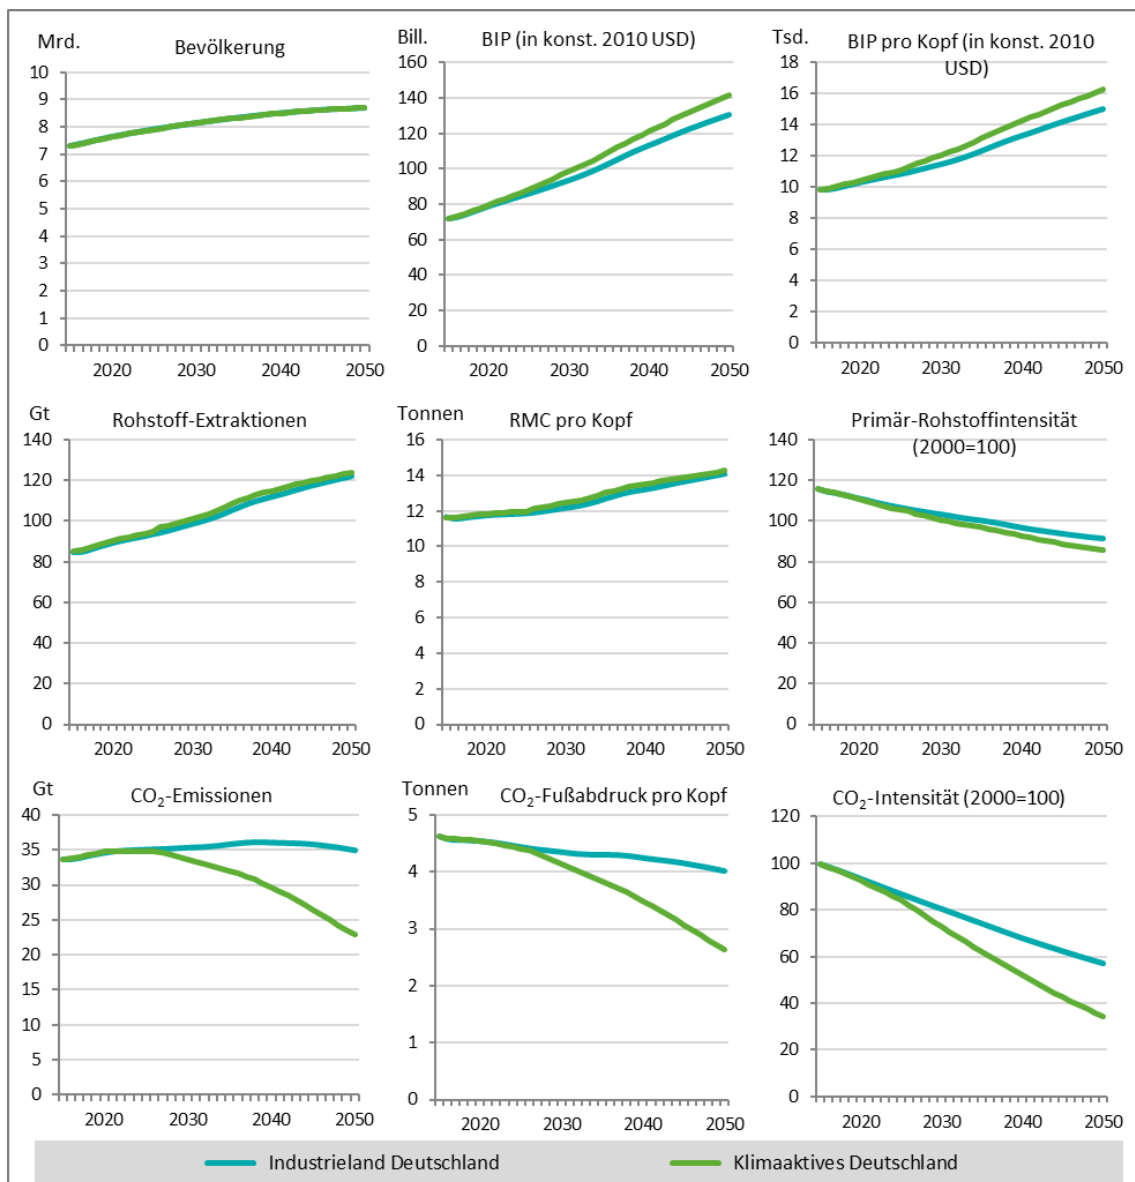 Mrd.
Bevölkerung
10
9
8
7
6
5
4
3
2
1
0
2020 2030 2040 2050
Bill.
BIP (in konst. 2010 USD)
160
140
120
100
80
60
40
20
0
2020 2030 2040 2050
Tsd.
BIP pro Kopf (in konst. 2010
USD)
18
16
14
12
10
8
6
4
2
0
2020 2030 2040 2050
Gt
Rohstoff-Extraktionen
140
120
100
80
60
40
20
0
2020 2030 2040 2050
Tonnen
RMC pro Kopf
16
14
12
10
8
6
4
2
0
2020 2030 2040 2050
Primär-Rohstoffintensität
(2000=100)
140
120
100
80
60
40
20
0
2020 2030 2040 2050
Gt
CO₂-Emissionen
40
35
30
25
20
15
10
5
0
2020 2030 2040 2050
Tonnen
CO₂-Fußabdruck pro Kopf
5
4
3
2
1
0
2020 2030 2040 2050
CO₂-Intensität (2000=100)
120
100
80
60
40
20
0
2020 2030 2040 2050
Industrieland Deutschland
Klimaaktives Deutschland